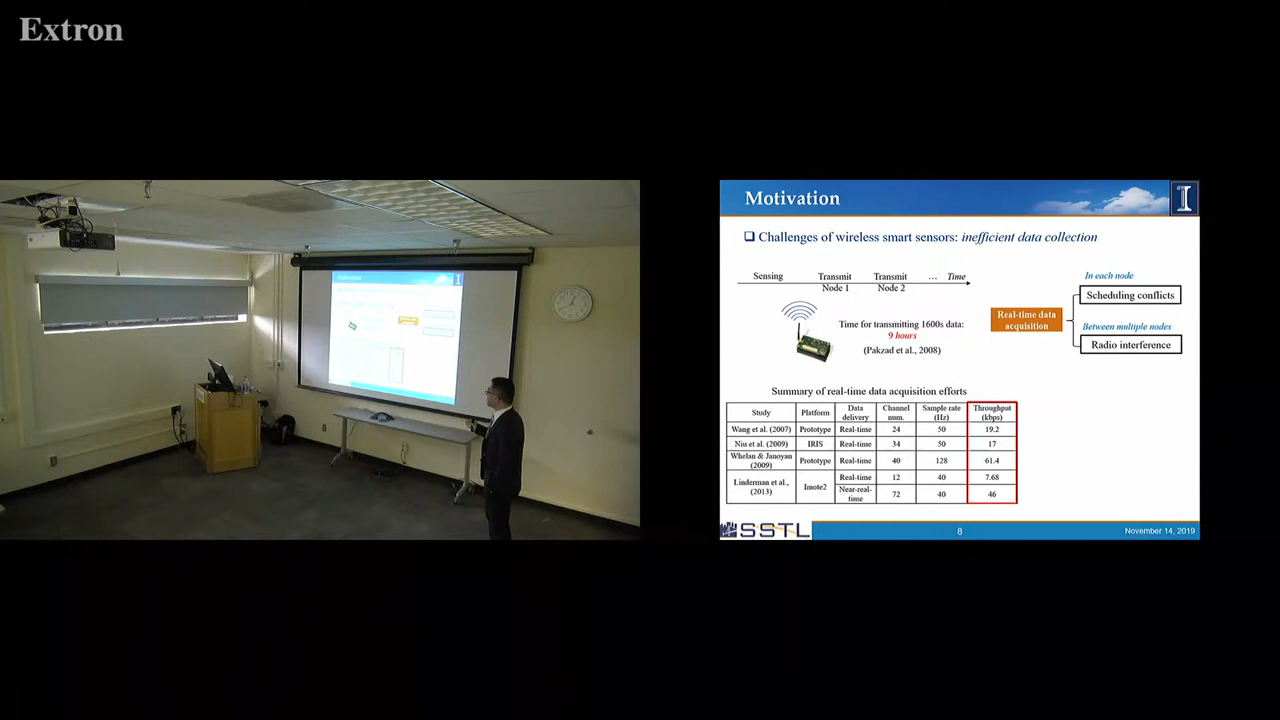 Extron
Motivation
I
❑ Challenges of wireless smart sensors: inefficient data collection
Sensing Transmit Transmit … Time
Node 1 Node 2
Time for transmitting 1600s data:
9 hours
(Pakzad et al., 2008)
Real-time data
acquisition
In each node
Scheduling conflicts
Between multiple nodes
Radio interference
Summary of real-time data acquisition efforts
Study Platform Data delivery Channel num. Sample rate (Hz) Throughput (kbps)
Wang et al. (2007) Prototype Real-time 24 50 19.2
Niu et al. (2009) IRIS Real-time 34 50 17
Whelan & Janoyan (2009) Prototype Real-time 40 128 61.4
Linderman et al., (2013) Imote2 Real-time 12 40 7.68
Near-real-time 72 40 46
SSTL
8
November 14, 2019
Motivation